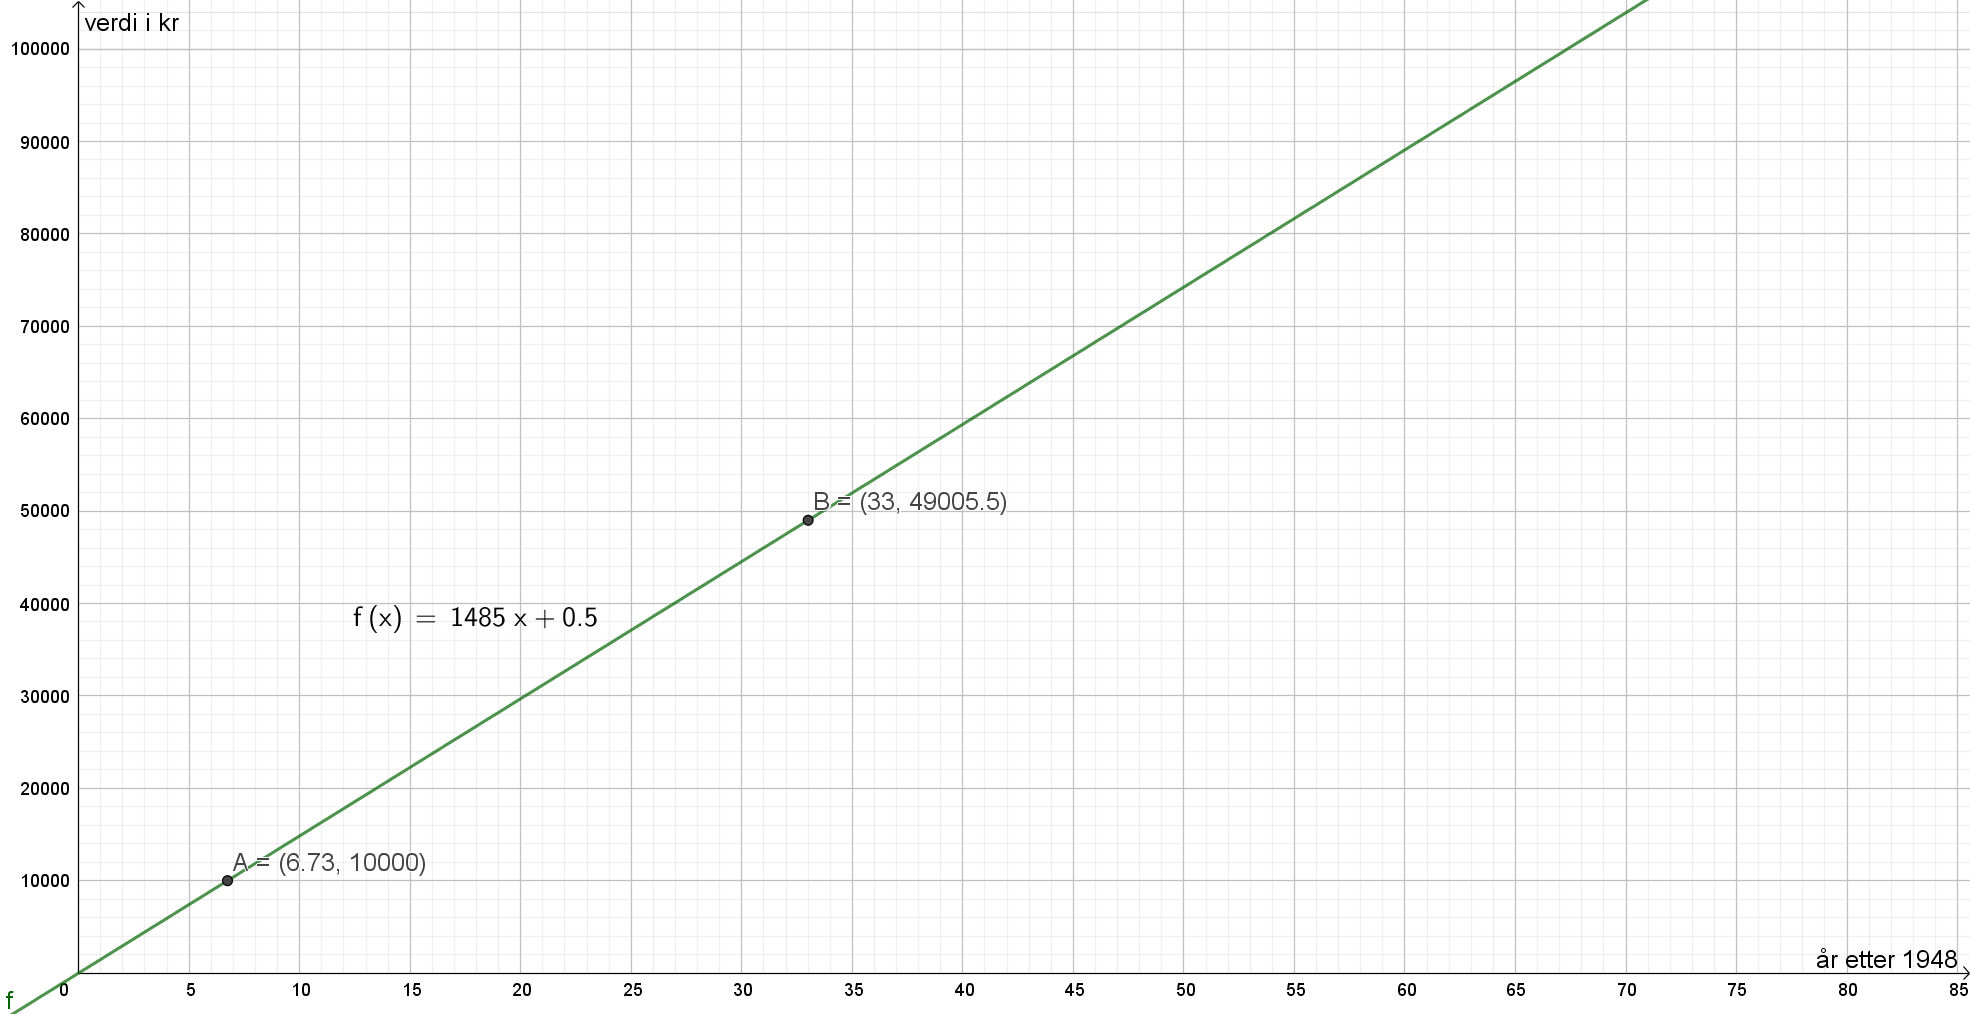 verdi i kr
100000
90000
80000
70000
60000
B = (33, 49005.5)
50000
40000
f (x) = 1485 x + 0.5
30000
20000
A = (6.73, 10000)
10000
år etter 1948
0 5 10 15 20 25 30 35 40 45 50 55 60 65 70 75 80 85
f